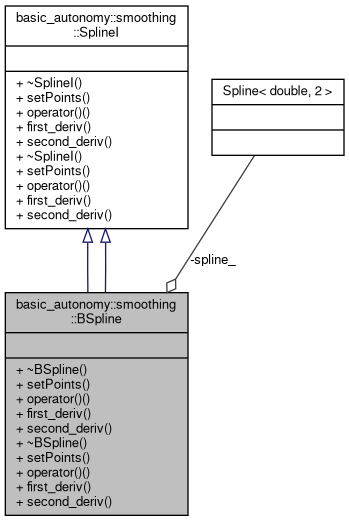 basic_autonomy::smoothing
::SplineI
+ ~SplineI()
+ setPoints()
+ operator()()
+ first_deriv()
+ second_deriv()
+ ~SplineI()
+ setPoints()
+ operator()()
+ first_deriv()
+ second_deriv()
Spline< double, 2 >
-spline_
basic_autonomy::smoothing
::BSpline
+ ~BSpline()
+ setPoints()
+ operator()()
+ first_deriv()
+ second_deriv()
+ ~BSpline()
+ setPoints()
+ operator()()
+ first_deriv()
+ second_deriv()